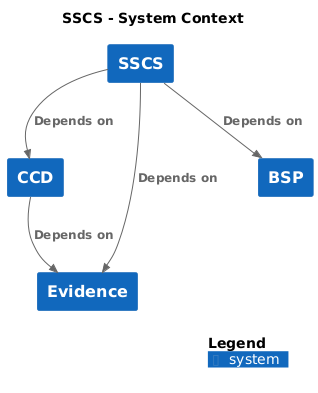 SSCS - System Context
SSCS
Depends on
Depends on
CCD
Depends on
BSP
Depends on
Evidence
Legend
system